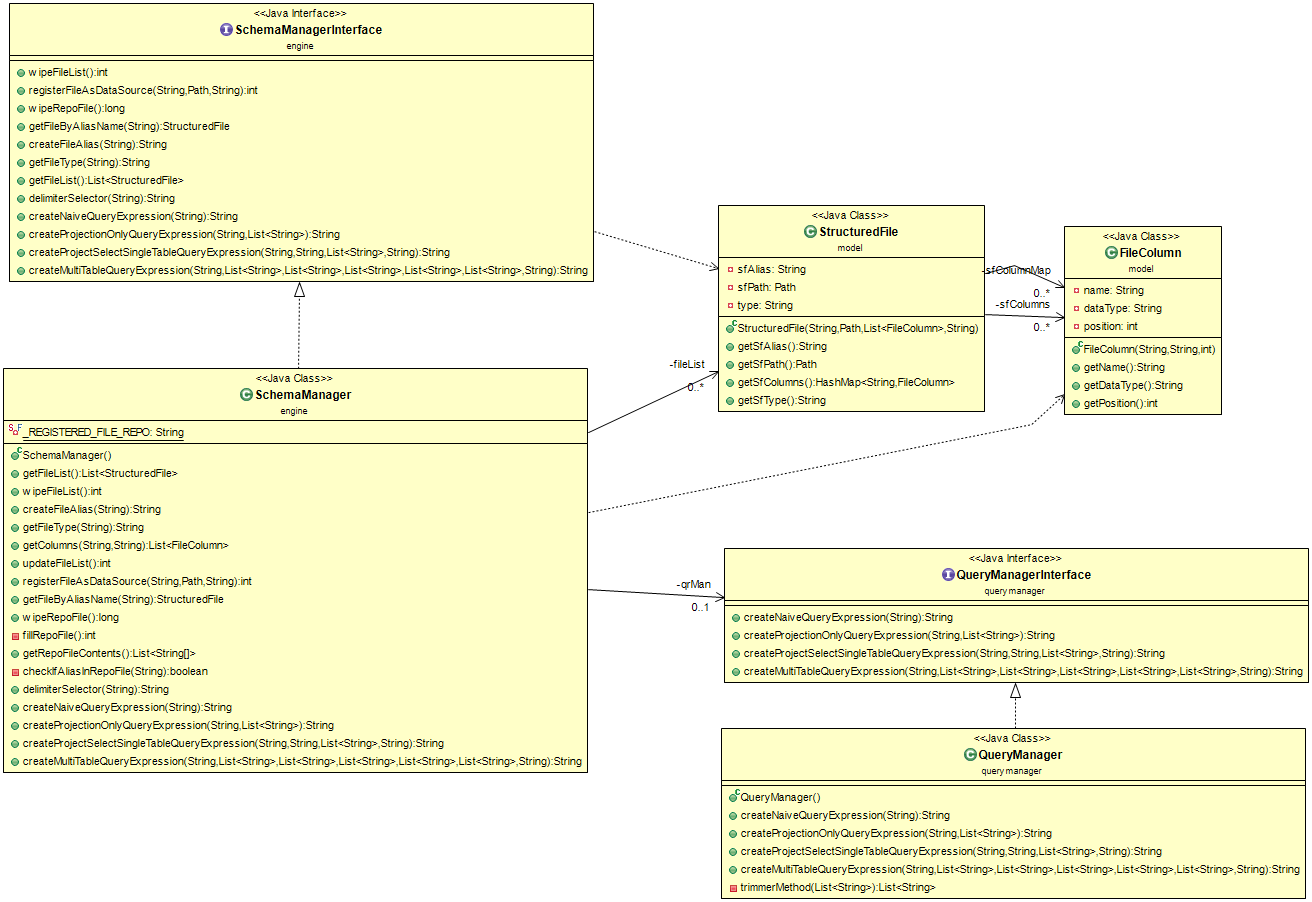 <<Java Interface>>
SchemaManagerInterface
engine
wipeFileList():int
registerFileAsDataSource(String,Path,String):int
wipeRepoFile():long
getFileByAliasName(String):StructuredFile
createFileAlias(String):String
getFileType(String):String
getFileList():List<StructuredFile>
delimiterSelector(String):String
createNaiveQueryExpression(String):String
createProjectionOnlyQueryExpression(String,List<String>):String
createProjectSelectSingleTableQueryExpression(String,String,List<String>,String):String
createMultiTableQueryExpression(String,List<String>,List<String>,List<String>,List<String>,List<String>,String):String
<<Java Class>>
StructuredFile
model
sfAlias: String
sfPath: Path
type: String
StructuredFile(String,Path,List<FileColumn>,String)
getSfAlias():String
getSfPath():Path
getSfColumns():HashMap<String,FileColumn>
getSfType():String
-sfColumnMap
0..*
-sfColumns
0..*
<<Java Class>>
FileColumn
model
name: String
dataType: String
position: int
FileColumn(String,String,int)
getName():String
getDataType():String
getPosition():int
<<Java Class>>
SchemaManager
engine
_REGISTERED_FILE_REPO: String
SchemaManager()
getFileList():List<StructuredFile>
wipeFileList():int
createFileAlias(String):String
getFileType(String):String
getColumns(String,String):List<FileColumn>
updateFileList():int
registerFileAsDataSource(String,Path,String):int
getFileByAliasName(String):StructuredFile
wipeRepoFile():long
fillRepoFile():int
getRepoFileContents():List<String[]>
checkIfAliasInRepoFile(String):boolean
delimiterSelector(String):String
createNaiveQueryExpression(String):String
createProjectionOnlyQueryExpression(String,List<String>):String
createProjectSelectSingleTableQueryExpression(String,String,List<String>,String):String
createMultiTableQueryExpression(String,List<String>,List<String>,List<String>,List<String>,List<String>,String):String
-fileList
0..*
-qrMan
0..1
<<Java Interface>>
QueryManagerInterface
querymanager
createNaiveQueryExpression(String):String
createProjectionOnlyQueryExpression(String,List<String>):String
createProjectSelectSingleTableQueryExpression(String,String,List<String>,String):String
createMultiTableQueryExpression(String,List<String>,List<String>,List<String>,List<String>,List<String>,String):String
<<Java Class>>
QueryManager
querymanager
QueryManager()
createNaiveQueryExpression(String):String
createProjectionOnlyQueryExpression(String,List<String>):String
createProjectSelectSingleTableQueryExpression(String,String,List<String>,String):String
createMultiTableQueryExpression(String,List<String>,List<String>,List<String>,List<String>,List<String>,String):String
trimmerMethod(List<String>):List<String>